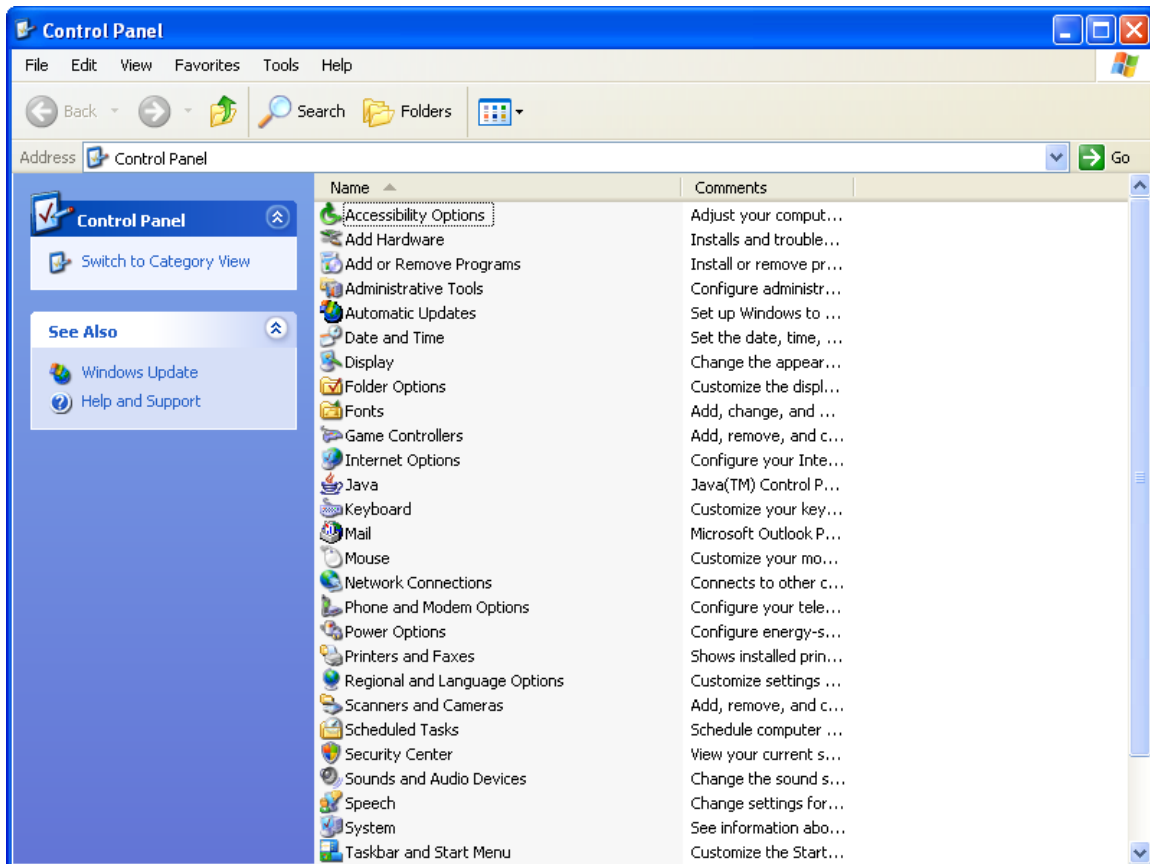 Control Panel
File Edit View Favorites Tools Help
Back Search Folders
Address Control Panel Go
Control Panel
Switch to Category View
See Also
Windows Update
Help and Support
Name Comments
Accessibility Options Adjust your comput...
Add Hardware Installs and trouble...
Add or Remove Programs Install or remove pr...
Administrative Tools Configure administr...
Automatic Updates Set up Windows to ...
Date and Time Set the date, time, ...
Display Change the appear...
Folder Options Customize the displ...
Fonts Add, change, and ...
Game Controllers Add, remove, and c...
Internet Options Configure your Inte...
Java Java(TM) Control P...
Keyboard Customize your key...
Mail Microsoft Outlook P...
Mouse Customize your mo...
Network Connections Connects to other c...
Phone and Modem Options Configure your tele...
Power Options Configure energy-s...
Printers and Faxes Shows installed prin...
Regional and Language Options Customize settings ...
Scanners and Cameras Add, remove, and c...
Scheduled Tasks Schedule computer ...
Security Center View your current s...
Sounds and Audio Devices Change the sound s...
Speech Change settings for...
System See information abo...
Taskbar and Start Menu Customize the Start...